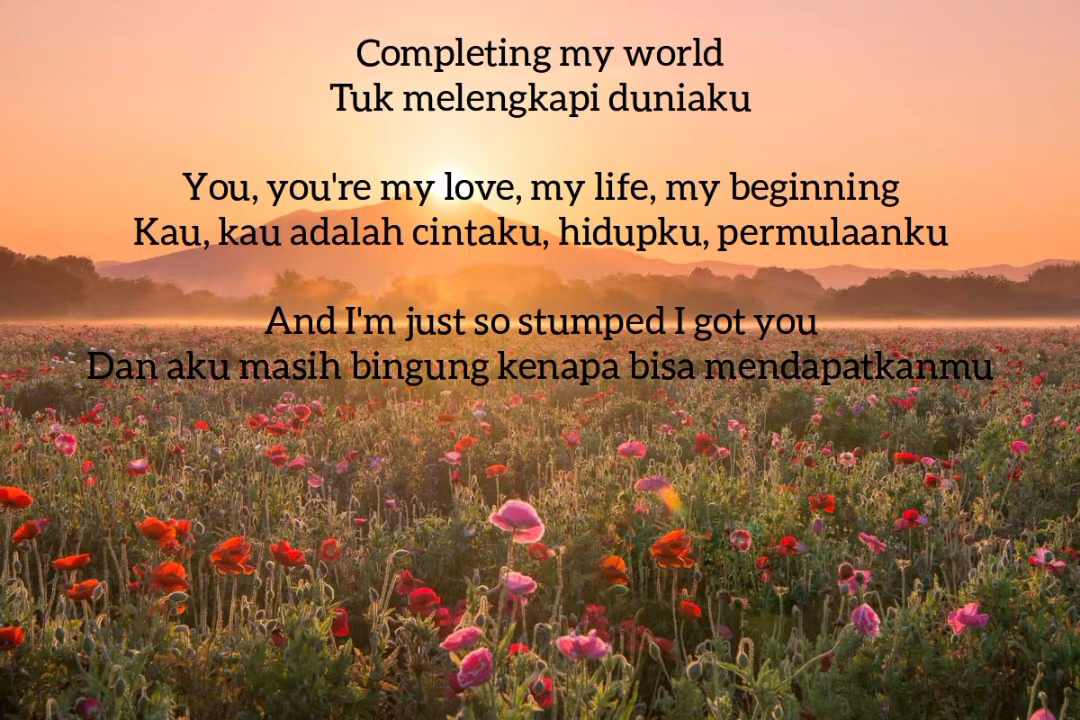 Completing my world
Tuk melengkapi duniaku
You, you're my love, my life, my beginning
Kau, kau adalah cintaku, hidupku, permulaanku
And I'm just so stumped I got you
Dan aku masih bingung kenapa bisa mendapatkanmu